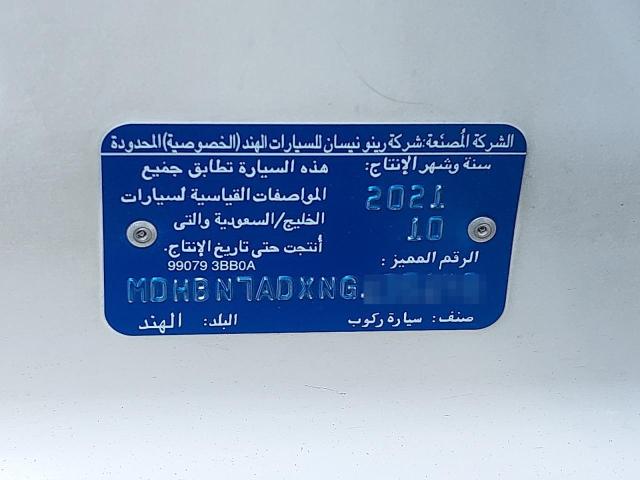 الشركة المُصنّعة: شركة رينو نيسان للسيارات الهند (الخصوصية) المحدودة
سنة وشهر الإنتاج:
2021
10
هذه السيارة تطابق جميع
المواصفات القياسية لسيارات
الخليج/السعودية والتى
أنتجت حتى تاريخ الإنتاج.
99079 3BB0A
الرقم المميز:
MDHBN7ADXNG
صنف: سيارة ركوب
البلد: الهند